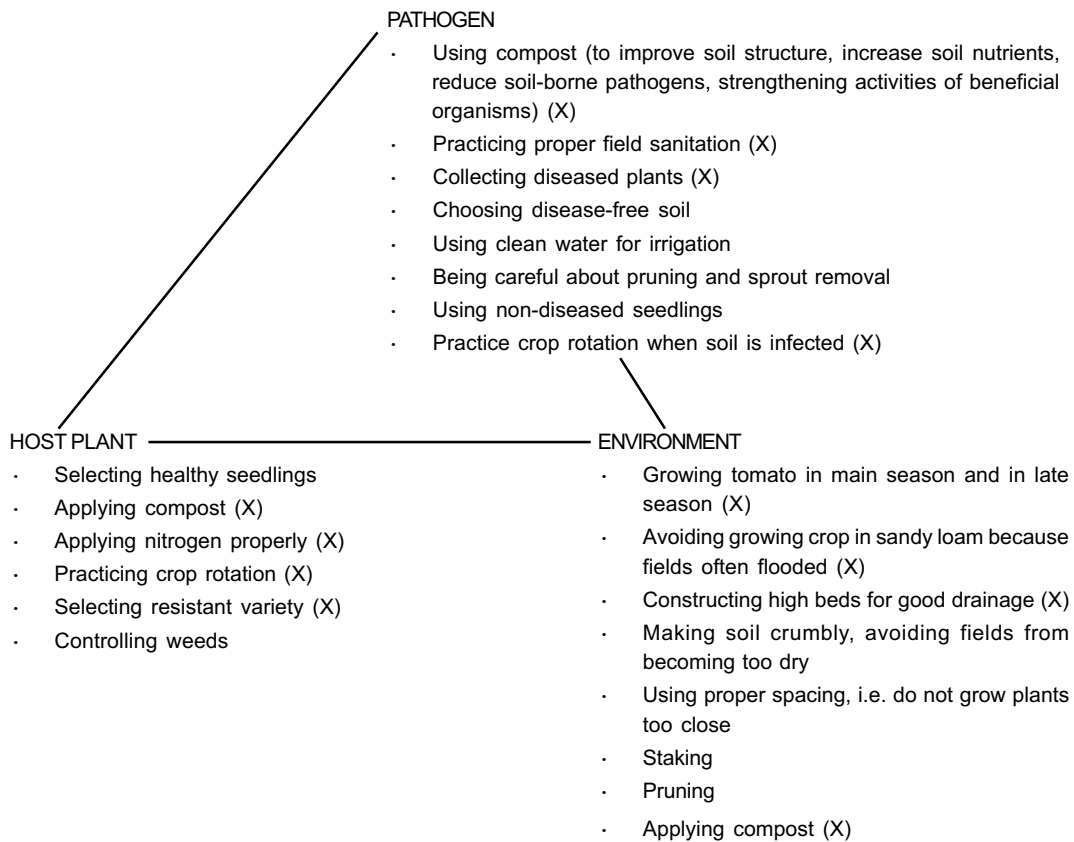 PATHOGEN
· Using compost (to improve soil structure, increase soil nutrients,
reduce soil-borne pathogens, strengthening activities of beneficial
organisms) (X)
· Practicing proper field sanitation (X)
· Collecting diseased plants (X)
· Choosing disease-free soil
· Using clean water for irrigation
· Being careful about pruning and sprout removal
· Using non-diseased seedlings
· Practice crop rotation when soil is infected (X)
HOST PLANT
· Selecting healthy seedlings
· Applying compost (X)
· Applying nitrogen properly (X)
· Practicing crop rotation (X)
· Selecting resistant variety (X)
· Controlling weeds
ENVIRONMENT
· Growing tomato in main season and in late
season (X)
· Avoiding growing crop in sandy loam because
fields often flooded (X)
· Constructing high beds for good drainage (X)
· Making soil crumbly, avoiding fields from
becoming too dry
· Using proper spacing, i.e. do not grow plants
too close
· Staking
· Pruning
· Applying compost (X)